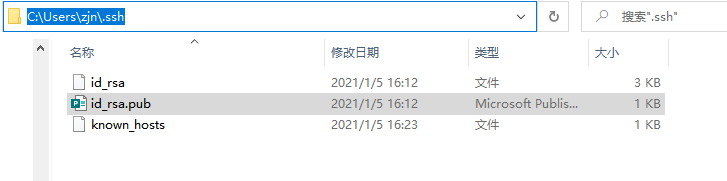 C:\Users\zjn\.ssh 搜索".ssh"
名称 修改日期 类型 大小
id_rsa 2021/1/5 16:12 文件 3 KB
id_rsa.pub 2021/1/5 16:12 Microsoft Publis... 1 KB
known_hosts 2021/1/5 16:23 文件 1 KB